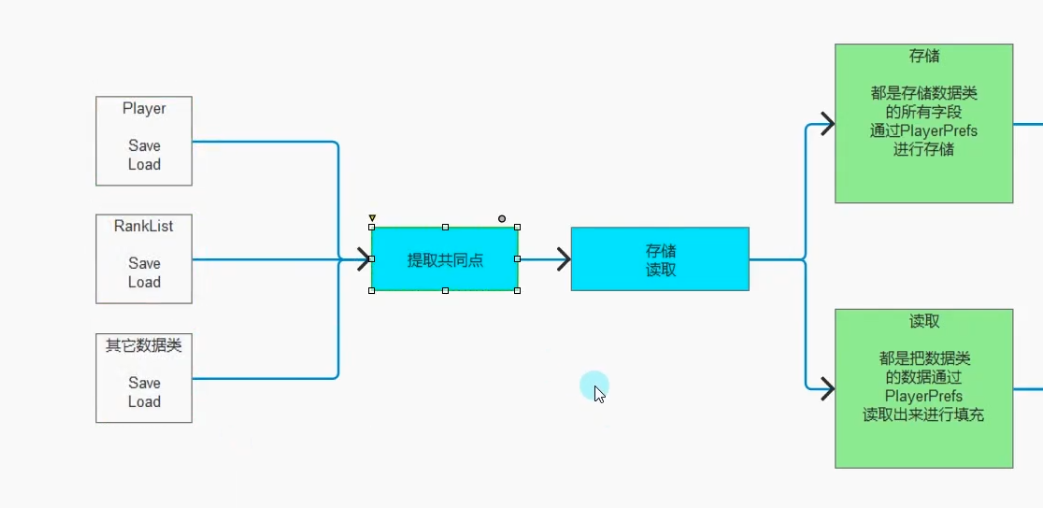 Player
Save
Load
RankList
Save
Load
其它数据类
Save
Load
提取共同点
存储
读取
存储
都是存储数据类
的所有字段
通过PlayerPrefs
进行存储
读取
都是把数据类
的数据通过
PlayerPrefs
读取出来进行填充